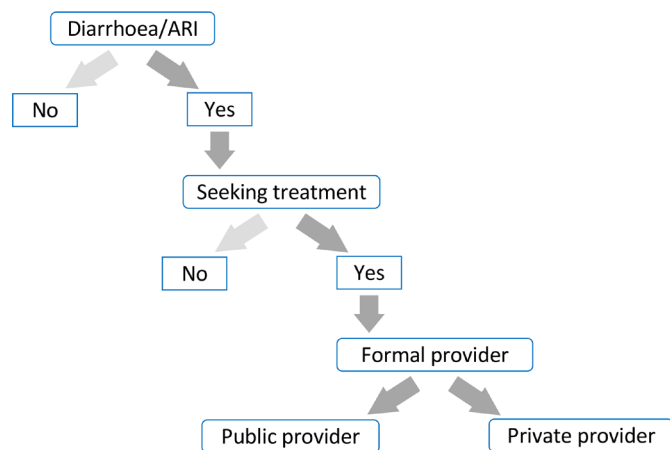 Diarrhoea/ARI
No
Yes
Seeking treatment
No
Yes
Formal provider
Public provider
Private provider